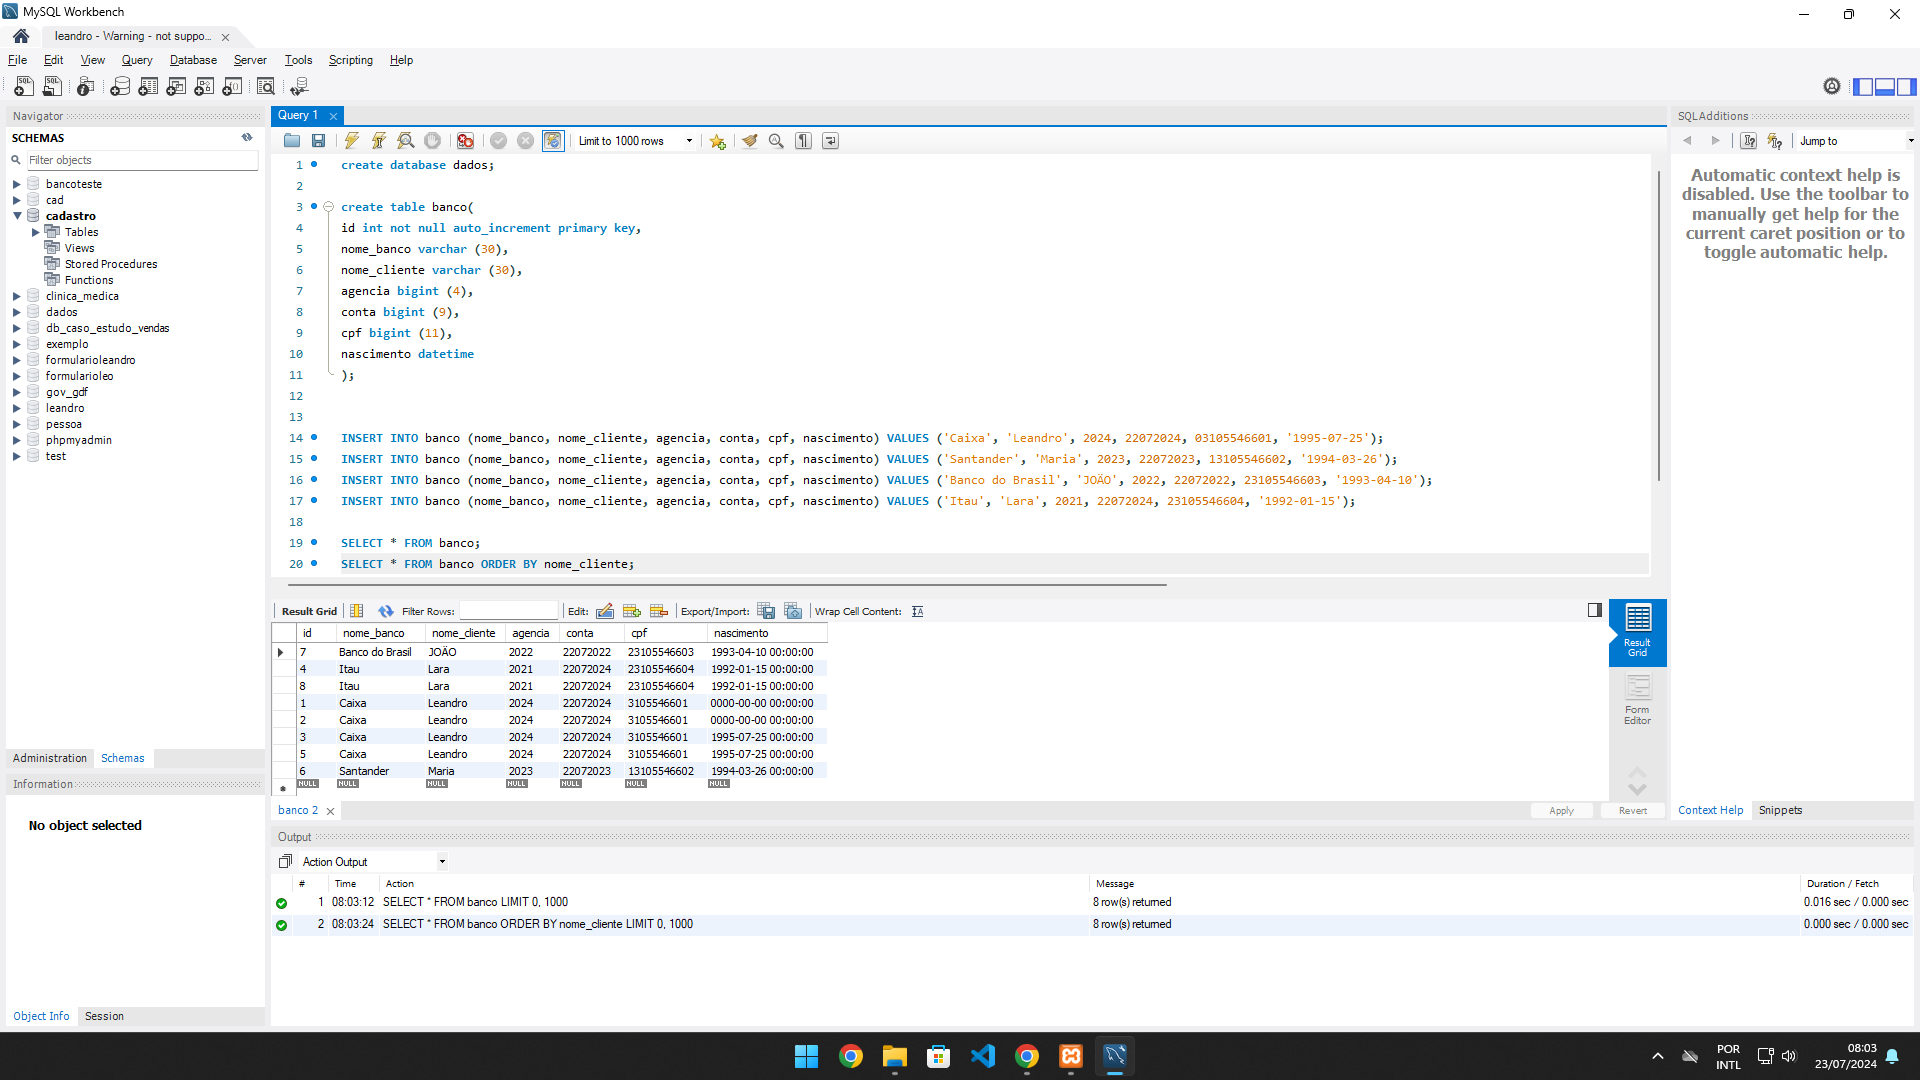 MySQL Workbench
leandro - Warning - not suppo...
File Edit View Query Database Server Tools Scripting Help
Navigator
SCHEMAS
Filter objects
bancoteste
cad
cadastro
Tables
Views
Stored Procedures
Functions
clinica_medica
dados
db_caso_estudo_vendas
exemplo
formularioleandro
formularioleo
gov_gdf
leandro
pessoa
phpmyadmin
test
Administration Schemas
Information
No object selected
Object Info Session
Query 1
Limit to 1000 rows
1 create database dados;
2
3 create table banco(
4 id int not null auto_increment primary key,
5 nome_banco varchar (30),
6 nome_cliente varchar (30),
7 agencia bigint (4),
8 conta bigint (9),
9 cpf bigint (11),
10 nascimento datetime
11 );
12
13
14 INSERT INTO banco (nome_banco, nome_cliente, agencia, conta, cpf, nascimento) VALUES ('Caixa', 'Leandro', 2024, 22072024, 03105546601, '1995-07-25');
15 INSERT INTO banco (nome_banco, nome_cliente, agencia, conta, cpf, nascimento) VALUES ('Santander', 'Maria', 2023, 22072023, 13105546602, '1994-03-26');
16 INSERT INTO banco (nome_banco, nome_cliente, agencia, conta, cpf, nascimento) VALUES ('Banco do Brasil', 'JOÃO', 2022, 22072022, 23105546603, '1993-04-10');
17 INSERT INTO banco (nome_banco, nome_cliente, agencia, conta, cpf, nascimento) VALUES ('Itau', 'Lara', 2021, 22072024, 23105546604, '1992-01-15');
18
19 SELECT * FROM banco;
20 SELECT * FROM banco ORDER BY nome_cliente;
Result Grid Filter Rows: Edit: Export/Import: Wrap Cell Content:
id nome_banco nome_cliente agencia conta cpf nascimento
7 Banco do Brasil JOÃO 2022 22072022 23105546603 1993-04-10 00:00:00
4 Itau Lara 2021 22072024 23105546604 1992-01-15 00:00:00
8 Itau Lara 2021 22072024 23105546604 1992-01-15 00:00:00
1 Caixa Leandro 2024 22072024 3105546601 0000-00-00 00:00:00
2 Caixa Leandro 2024 22072024 3105546601 0000-00-00 00:00:00
3 Caixa Leandro 2024 22072024 3105546601 1995-07-25 00:00:00
5 Caixa Leandro 2024 22072024 3105546601 1995-07-25 00:00:00
6 Santander Maria 2023 22072023 13105546602 1994-03-26 00:00:00
NULL NULL NULL NULL NULL NULL NULL
Result
Grid
Form
Editor
banco 2 Apply Revert
Output
Action Output
# Time Action Message Duration / Fetch
1 08:03:12 SELECT * FROM banco LIMIT 0, 1000 8 row(s) returned 0.016 sec / 0.000 sec
2 08:03:24 SELECT * FROM banco ORDER BY nome_cliente LIMIT 0, 1000 8 row(s) returned 0.000 sec / 0.000 sec
SQLAdditions
Jump to
Automatic context help is
disabled. Use the toolbar to
manually get help for the
current caret position or to
toggle automatic help.
Context Help Snippets
POR
INTL
08:03
23/07/2024